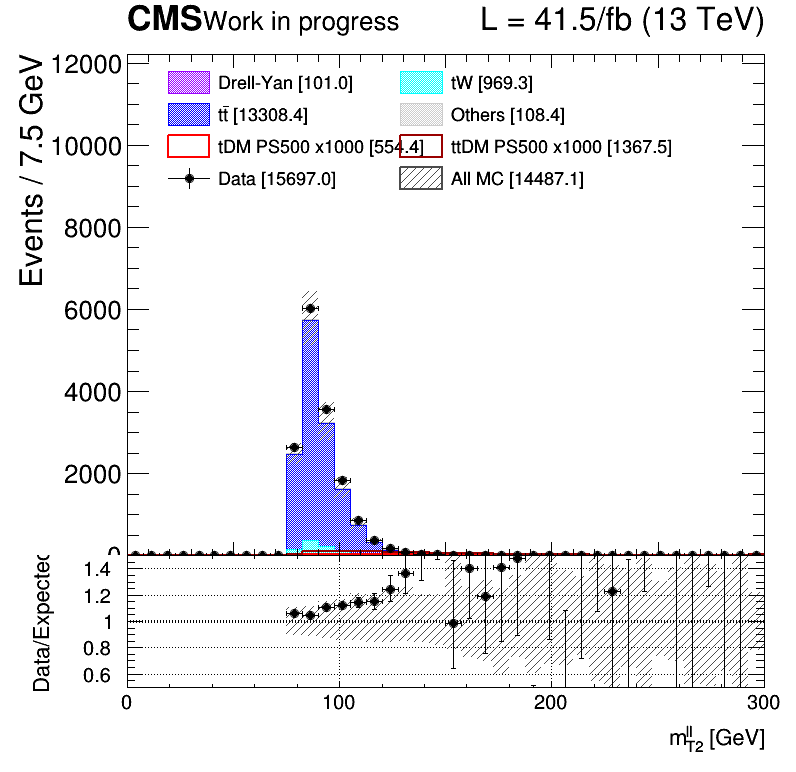 CMS Work in progress L = 41.5/fb (13 TeV)
Events / 7.5 GeV
12000
10000
8000
6000
4000
2000
0
Drell-Yan [101.0] tW [969.3]
tt̄ [13308.4] Others [108.4]
tDM PS500 x1000 [554.4] ttDM PS500 x1000 [1367.5]
Data [15697.0] All MC [14487.1]
Data/Expected
1.4
1.2
1
0.8
0.6
0 100 200 300
m_T2^ll [GeV]